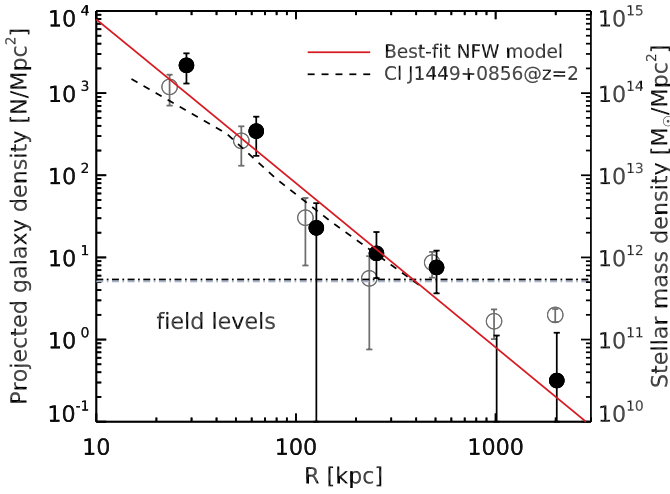 10⁴
10³
10²
10¹
10⁰
10⁻¹
Projected galaxy density [N/Mpc²]
Best-fit NFW model
Cl J1449+0856@z=2
field levels
10¹⁵
10¹⁴
10¹³
10¹²
10¹¹
10¹⁰
Stellar mass density [M☉/Mpc²]
10 100 1000
R [kpc]